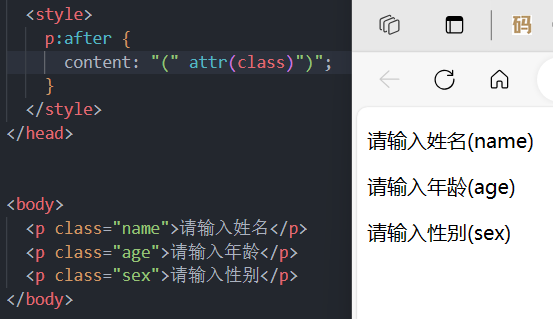 <style>
p:after {
content: "(" attr(class)")";
}
</style>
</head>
<body>
<p class="name">请输入姓名</p>
<p class="age">请输入年龄</p>
<p class="sex">请输入性别</p>
</body>
码
请输入姓名(name)
请输入年龄(age)
请输入性别(sex)